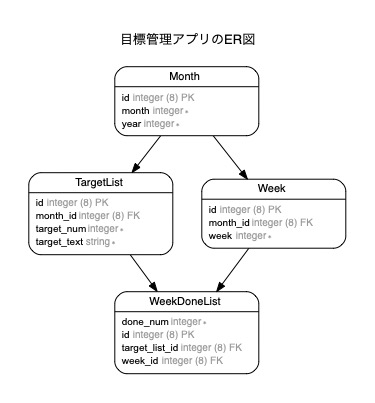 目標管理アプリのER図
Month
id integer (8) PK
month integer *
year integer *
TargetList
id integer (8) PK
month_id integer (8) FK
target_num integer *
target_text string *
Week
id integer (8) PK
month_id integer (8) FK
week integer *
WeekDoneList
done_num integer *
id integer (8) PK
target_list_id integer (8) FK
week_id integer (8) FK